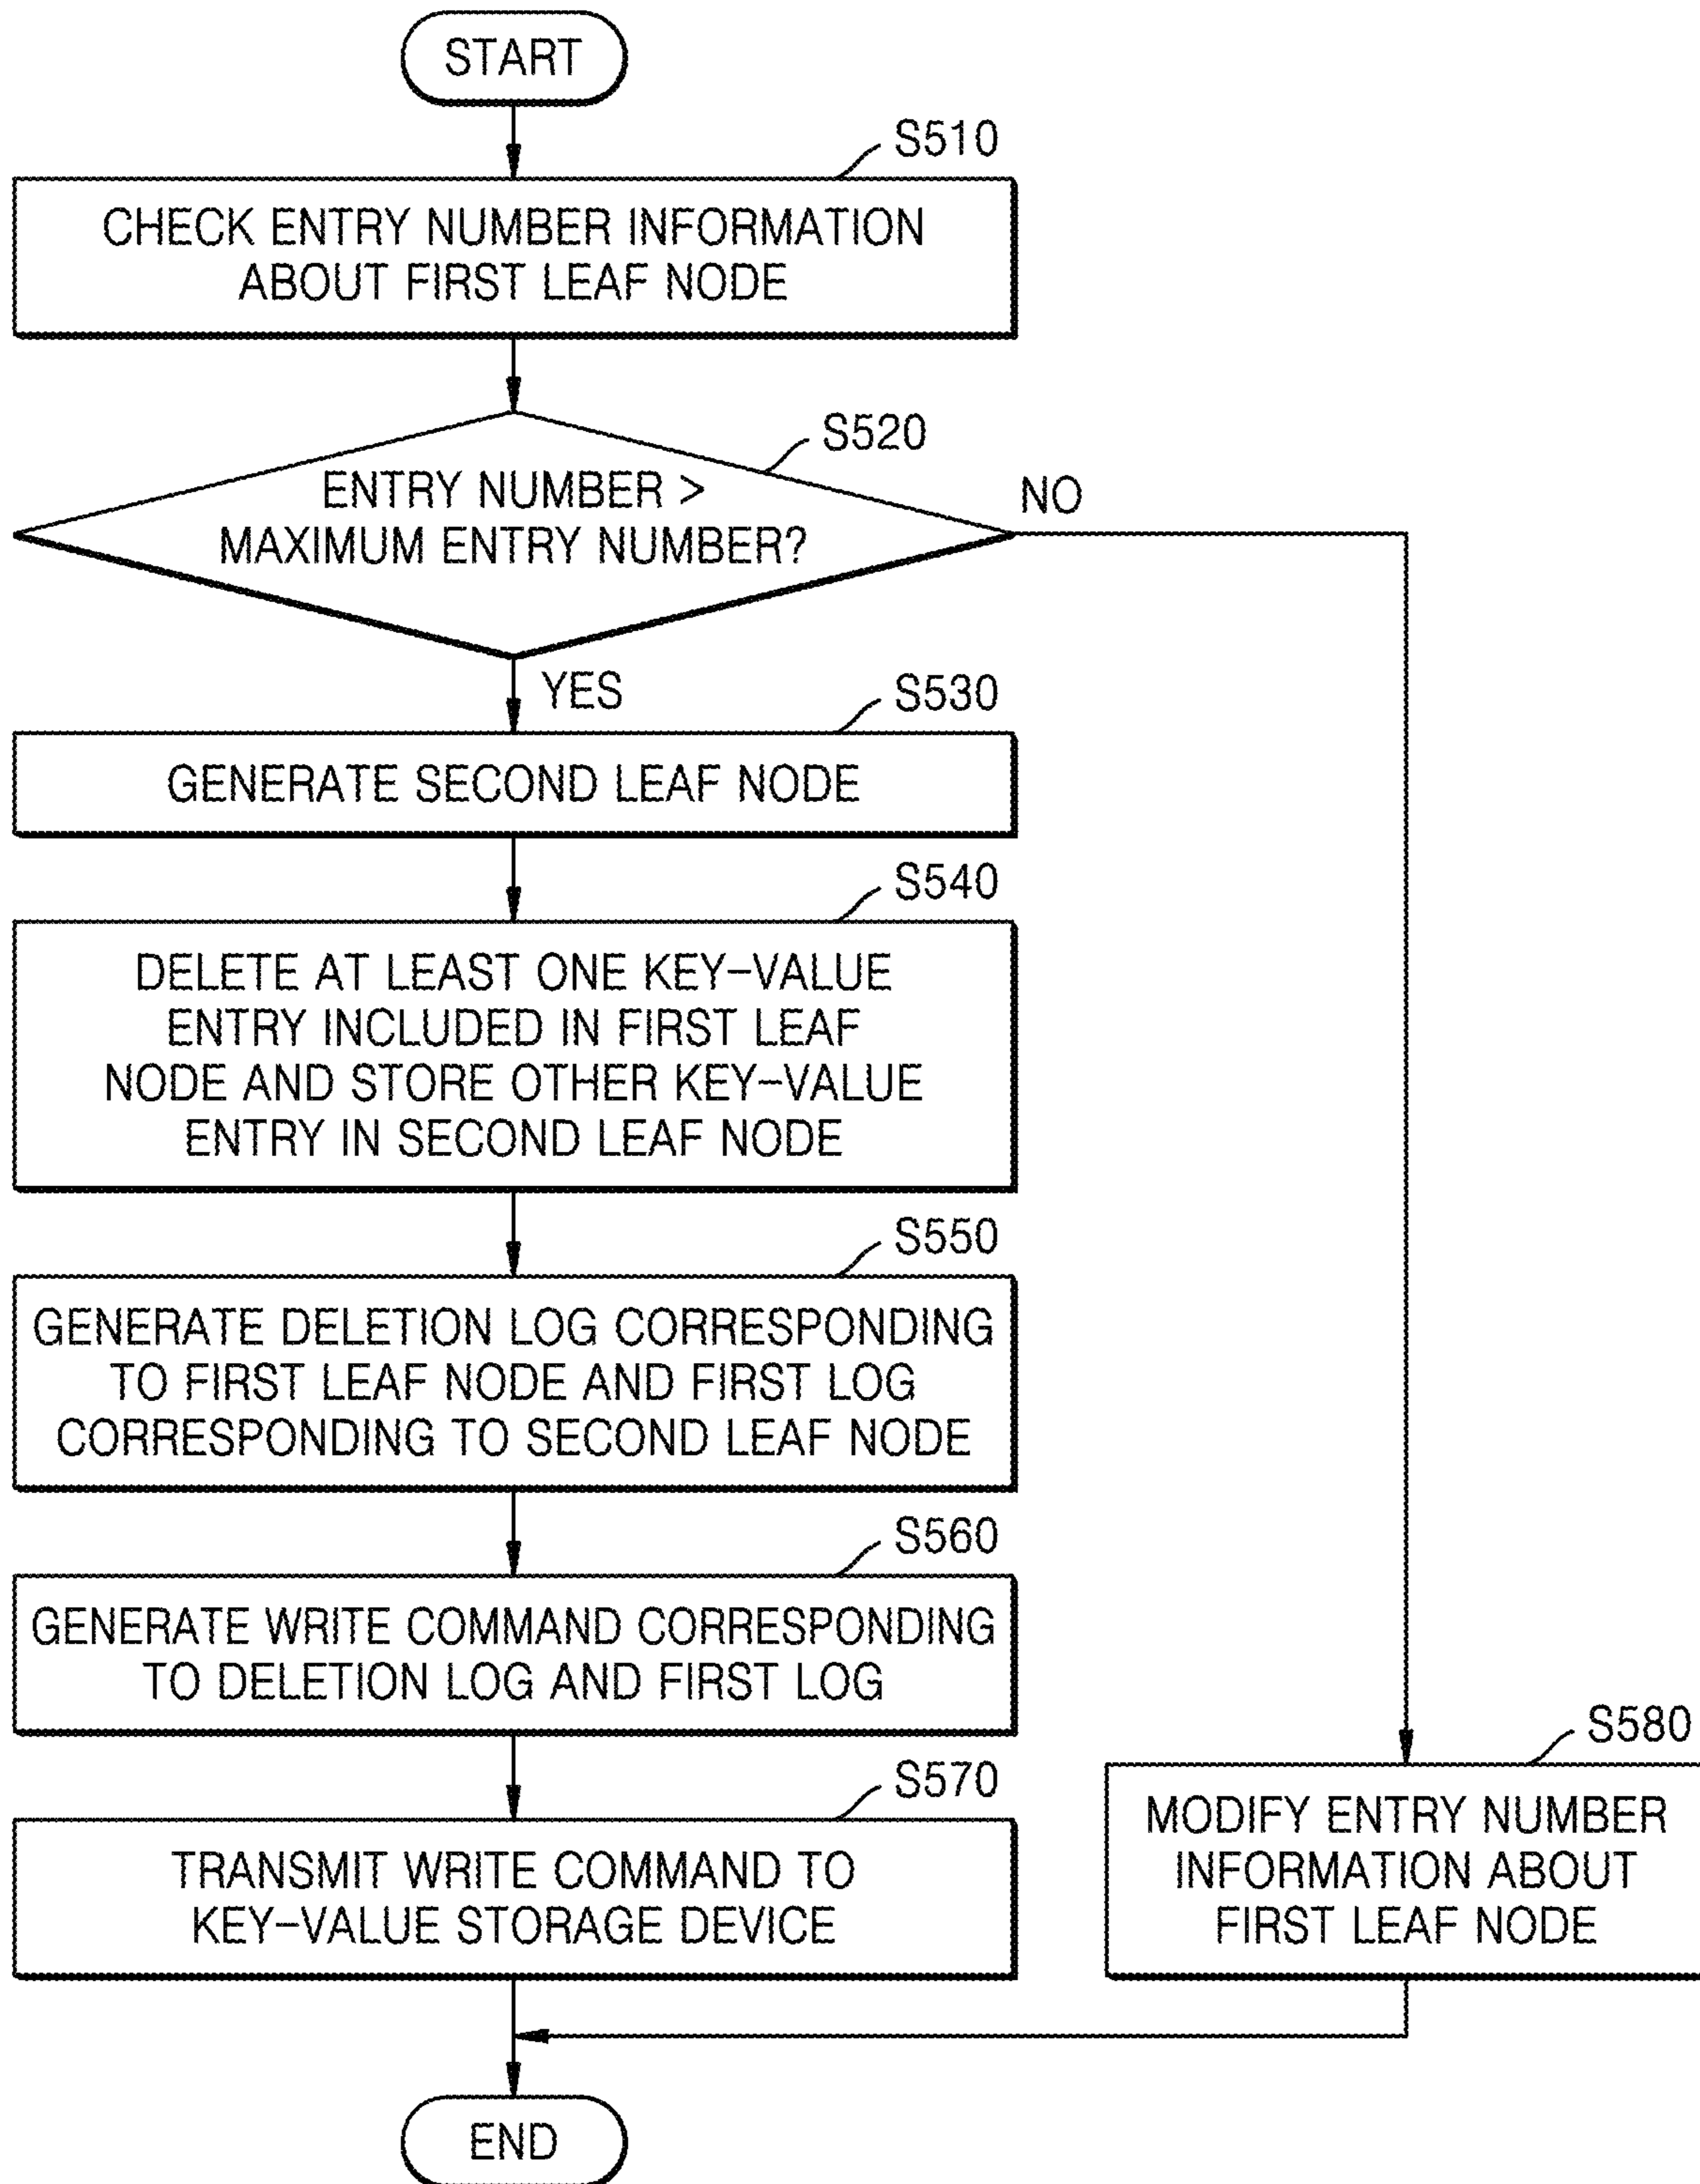 START
S510
CHECK ENTRY NUMBER INFORMATION
ABOUT FIRST LEAF NODE
S520
ENTRY NUMBER >
MAXIMUM ENTRY NUMBER?
NO
YES
S530
GENERATE SECOND LEAF NODE
S540
DELETE AT LEAST ONE KEY-VALUE
ENTRY INCLUDED IN FIRST LEAF
NODE AND STORE OTHER KEY-VALUE
ENTRY IN SECOND LEAF NODE
S550
GENERATE DELETION LOG CORRESPONDING
TO FIRST LEAF NODE AND FIRST LOG
CORRESPONDING TO SECOND LEAF NODE
S560
GENERATE WRITE COMMAND CORRESPONDING
TO DELETION LOG AND FIRST LOG
S570
TRANSMIT WRITE COMMAND TO
KEY-VALUE STORAGE DEVICE
S580
MODIFY ENTRY NUMBER
INFORMATION ABOUT
FIRST LEAF NODE
END